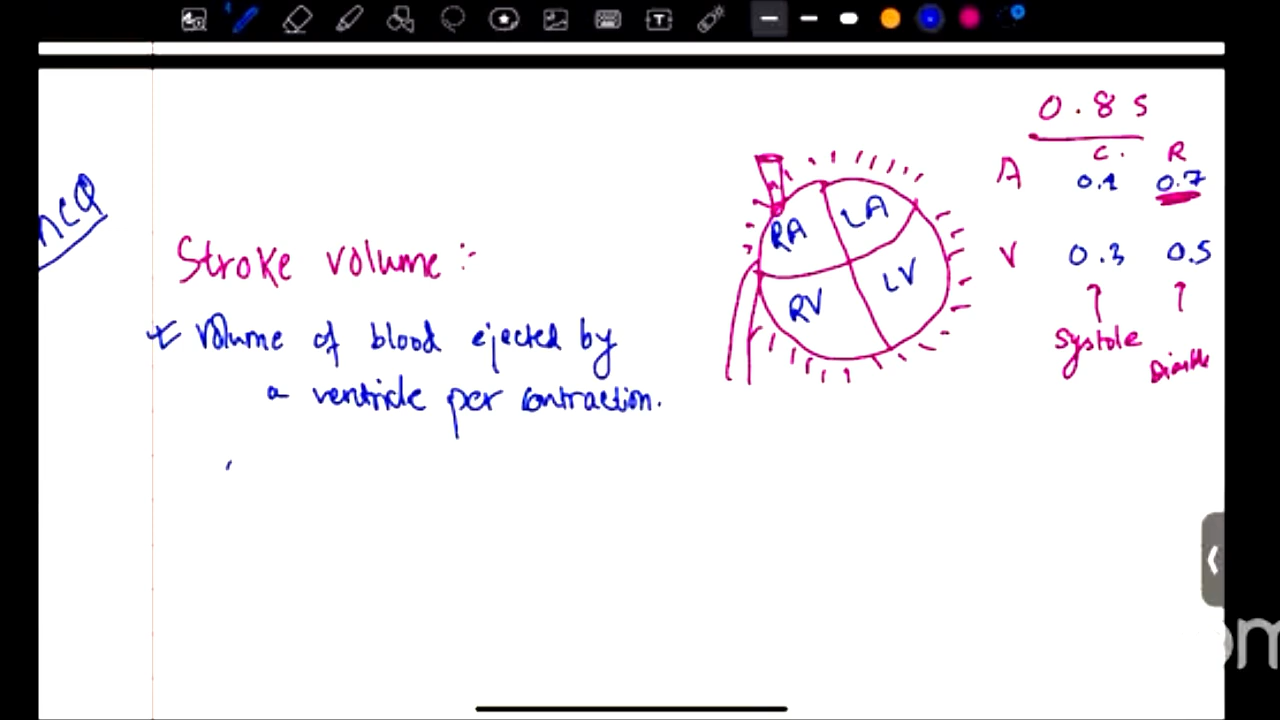 MCQ
Stroke volume :-
* Volume of blood ejected by
a ventricle per contraction.
RA
LA
RV
LV
0.8 s
C. R
A 0.1 0.7
V 0.3 0.5
↑ ↑
Systole
T
om